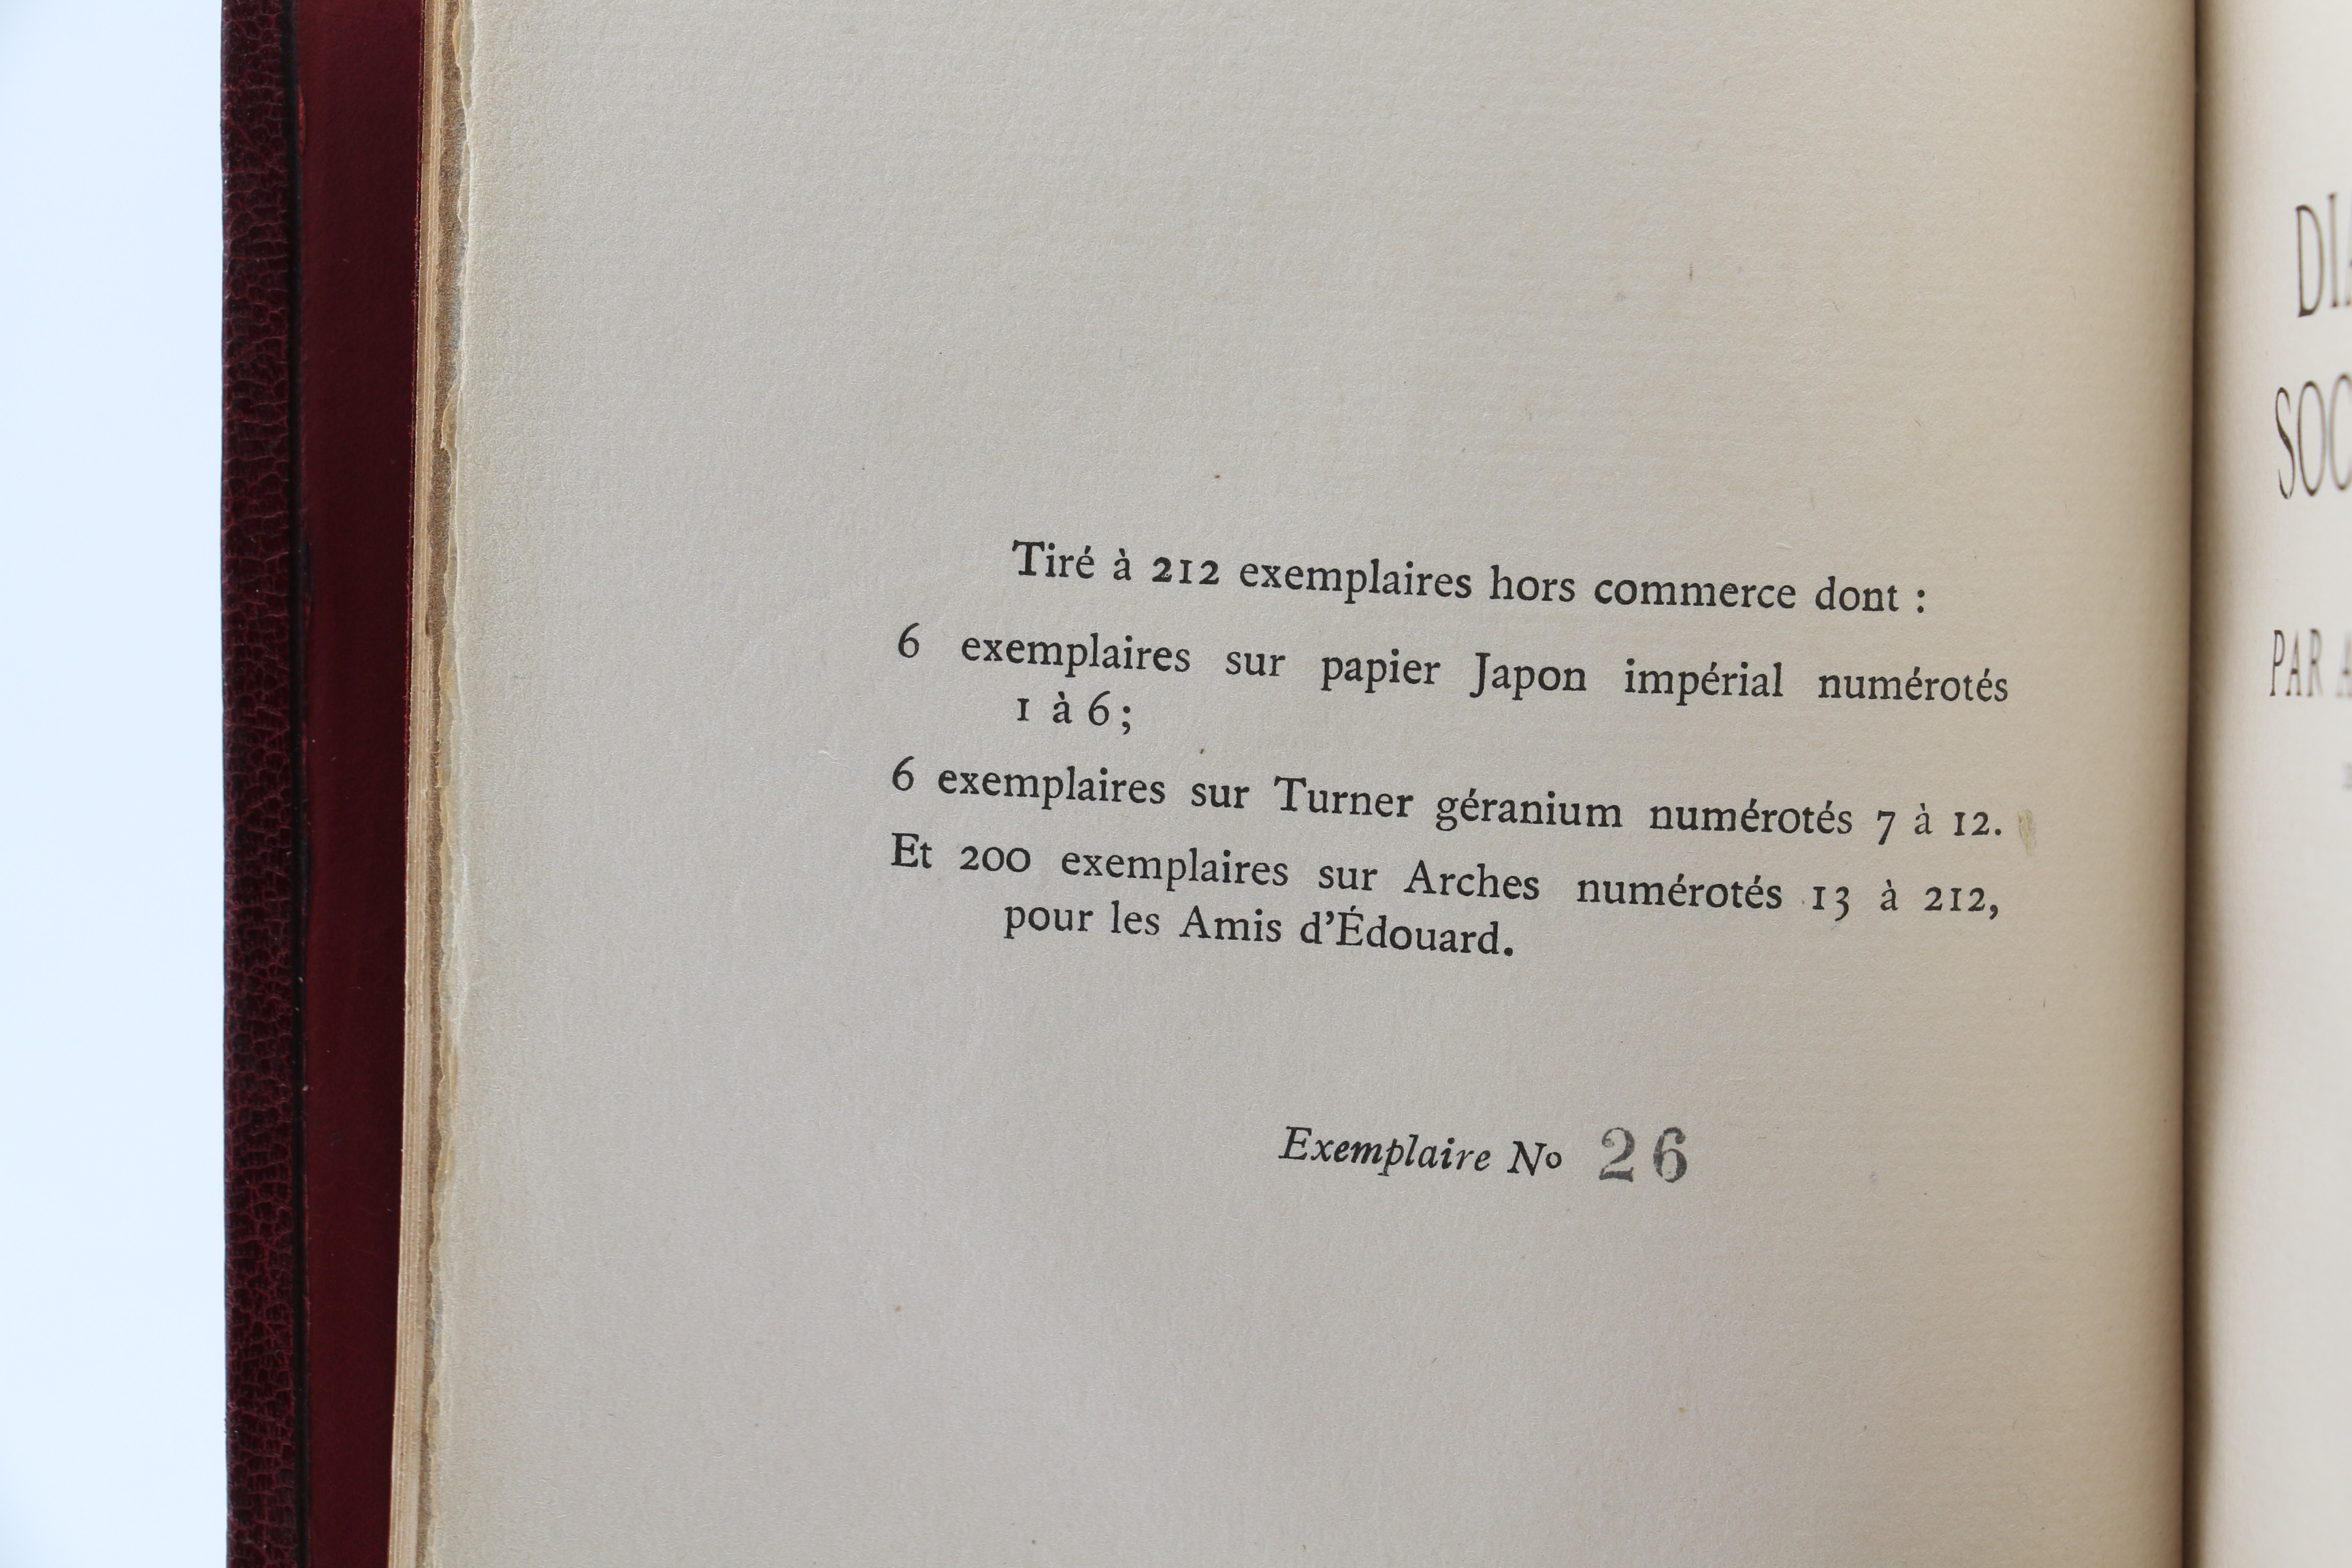 Tiré à 212 exemplaires hors commerce dont :
6 exemplaires sur papier Japon impérial numérotés
1 à 6;
6 exemplaires sur Turner géranium numérotés 7 à 12.
Et 200 exemplaires sur Arches numérotés 13 à 212,
pour les Amis d'Édouard.
Exemplaire No 26
PAR